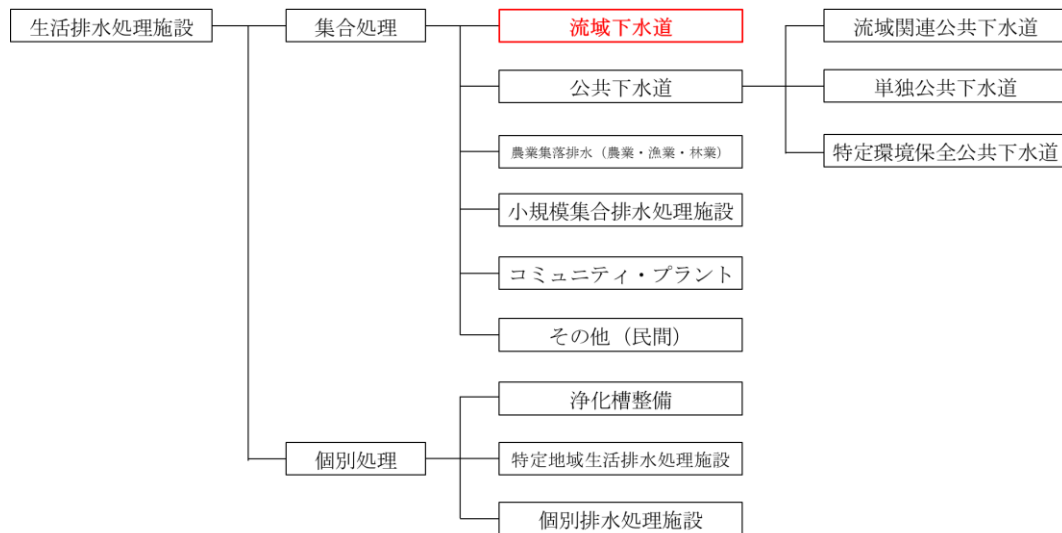 生活排水処理施設
集合処理
流域下水道
公共下水道
流域関連公共下水道
単独公共下水道
特定環境保全公共下水道
農業集落排水（農業・漁業・林業）
小規模集合排水処理施設
コミュニティ・プラント
その他（民間）
個別処理
浄化槽整備
特定地域生活排水処理施設
個別排水処理施設